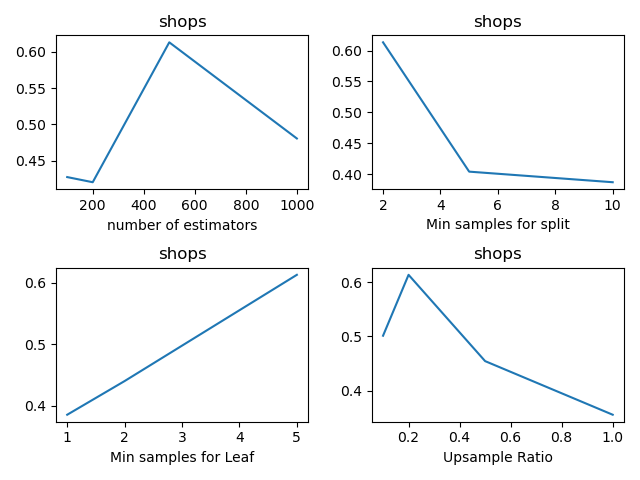 shops
0.60
0.55
0.50
0.45
200 400 600 800 1000
number of estimators
shops
0.60
0.55
0.50
0.45
0.40
2 4 6 8 10
Min samples for split
shops
0.6
0.5
0.4
1 2 3 4 5
Min samples for Leaf
shops
0.6
0.5
0.4
0.2 0.4 0.6 0.8 1.0
Upsample Ratio